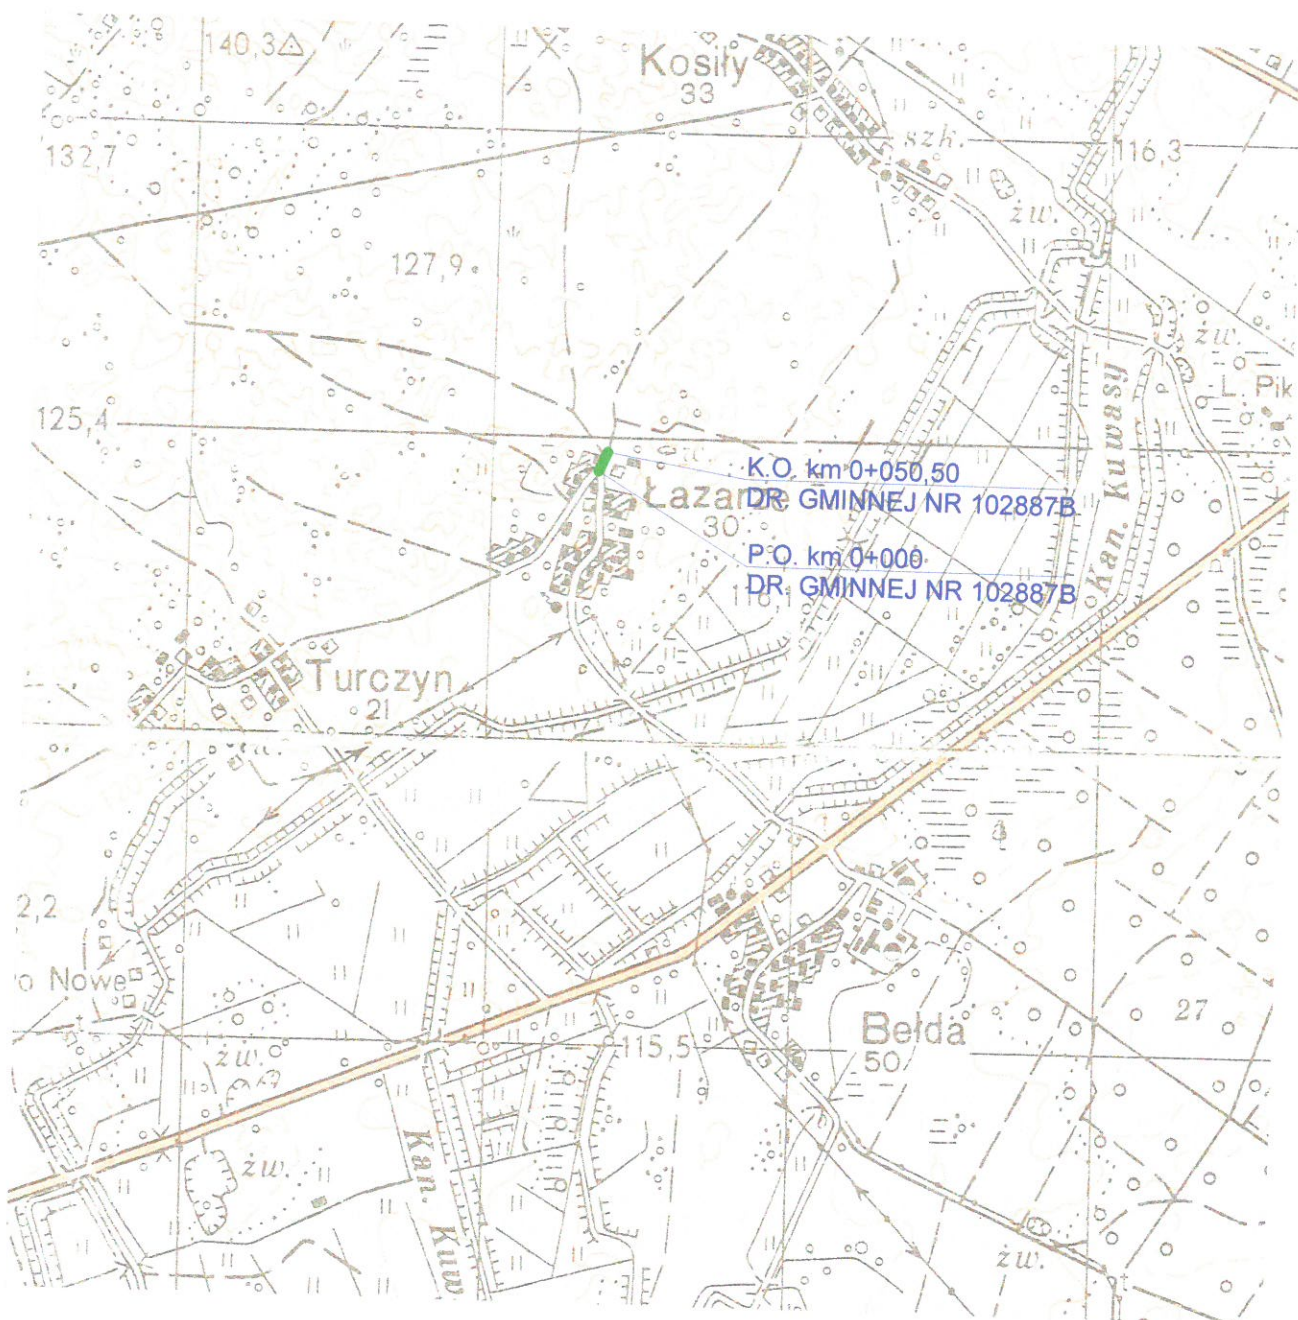 140,3
Kosiły
33
132,7
szk.
116,3
żw.
127,9
żw.
L. Pik
125,4
Kan. Kuwasy
K.O. km 0+050,50
DR. GMINNEJ NR 102887B
30
P.O. km 0+000
DR. GMINNEJ NR 102887B
116,1
Turczyn
21
2,2
o Nowe
27
Bełda
50
115,5
żw.
żw.
Kan. Kuw
żw.